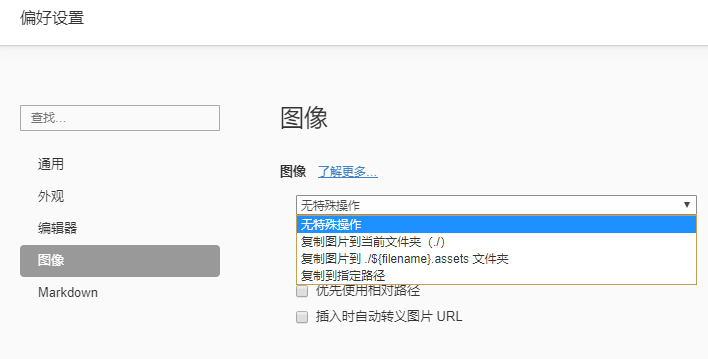 偏好设置
查找...
通用
外观
编辑器
图像
Markdown
图像
图像 了解更多...
无特殊操作
无特殊操作
复制图片到当前文件夹（./）
复制图片到 ./${filename}.assets 文件夹
复制到指定路径
优先使用相对路径
插入时自动转义图片 URL